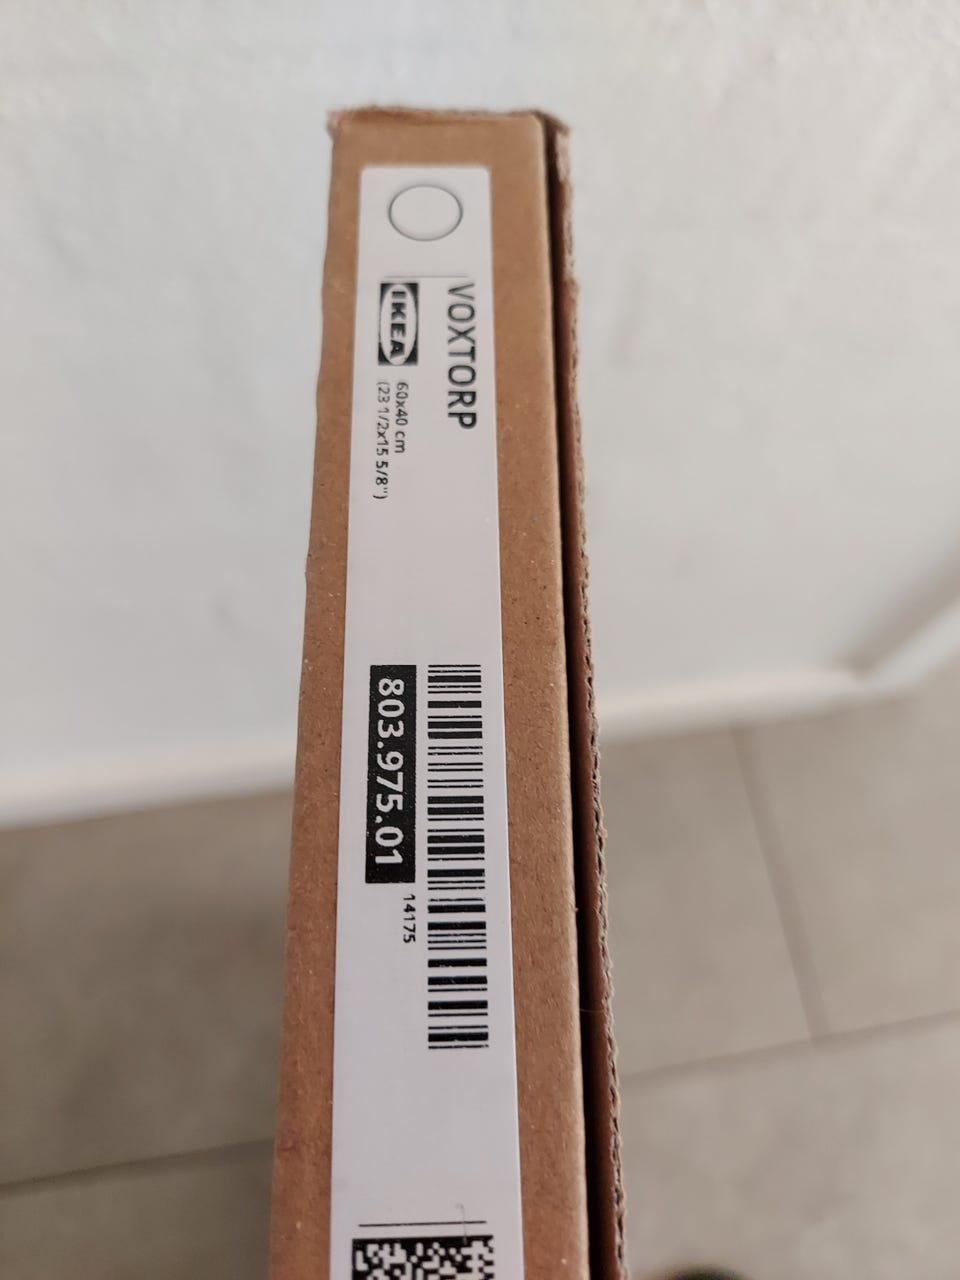 VOXTORP
IKEA
60x40 cm
(23 1/2x15 5/8")
803.975.01
14175